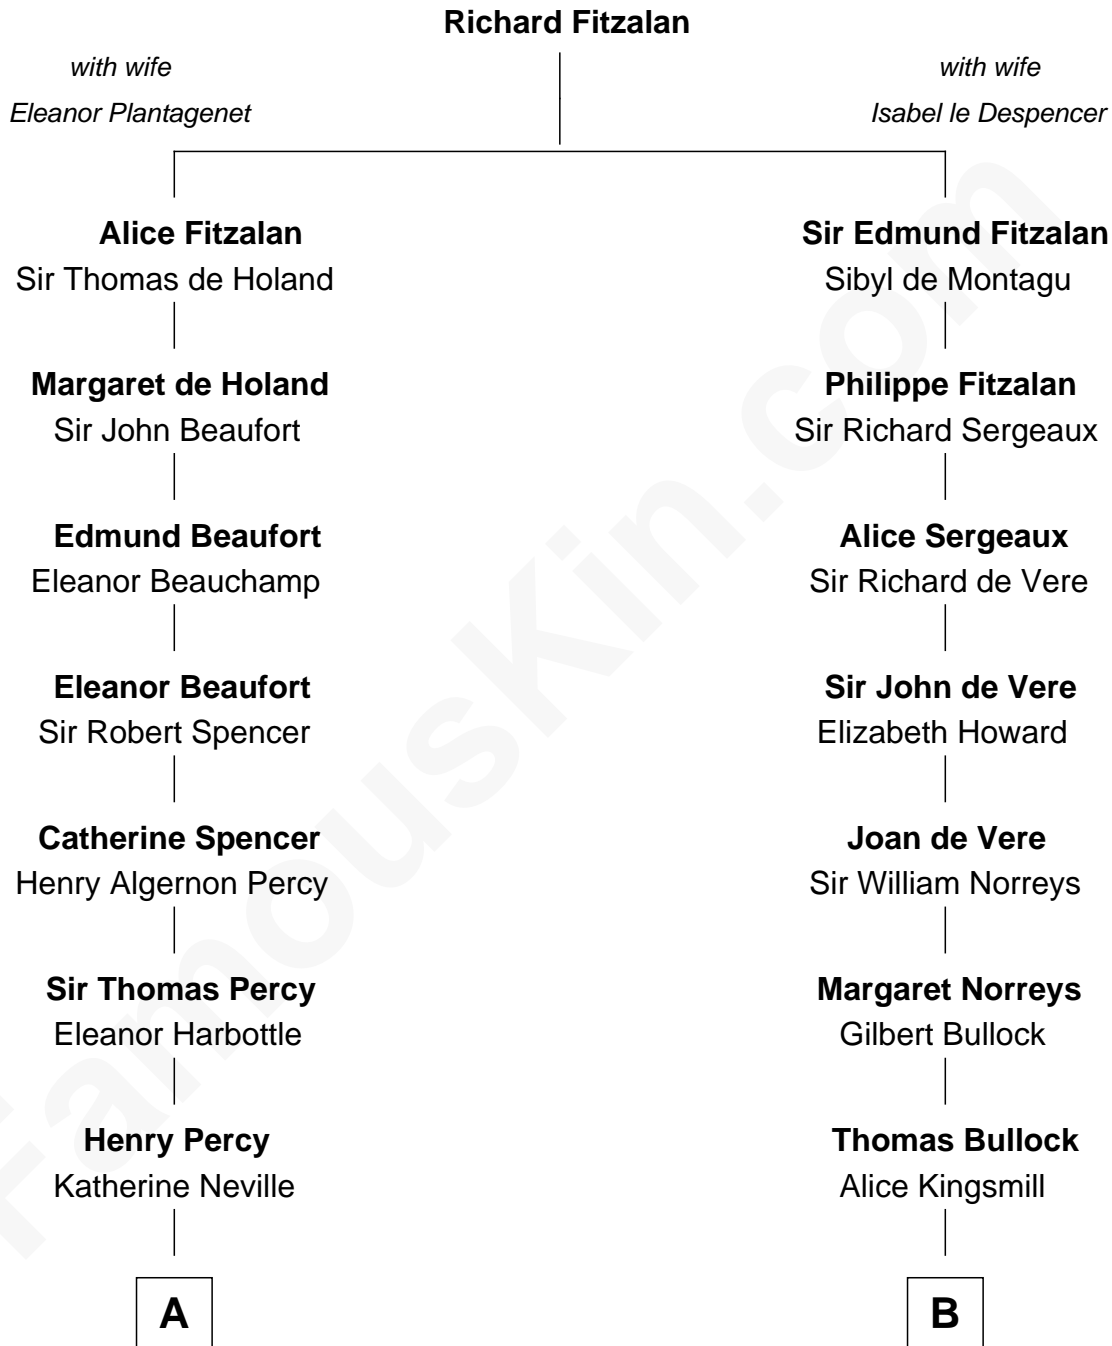 Richard Fitzalan
with wife
Eleanor Plantagenet
with wife
Isabel le Despencer
Alice Fitzalan
Sir Thomas de Holand
Sir Edmund Fitzalan
Sibyl de Montagu
Margaret de Holand
Sir John Beaufort
Philippe Fitzalan
Sir Richard Sergeaux
Edmund Beaufort
Eleanor Beauchamp
Alice Sergeaux
Sir Richard de Vere
Eleanor Beaufort
Sir Robert Spencer
Sir John de Vere
Elizabeth Howard
Catherine Spencer
Henry Algernon Percy
Joan de Vere
Sir William Norreys
Sir Thomas Percy
Eleanor Harbottle
Margaret Norreys
Gilbert Bullock
Henry Percy
Katherine Neville
Thomas Bullock
Alice Kingsmill
A
B
FamousKin.com